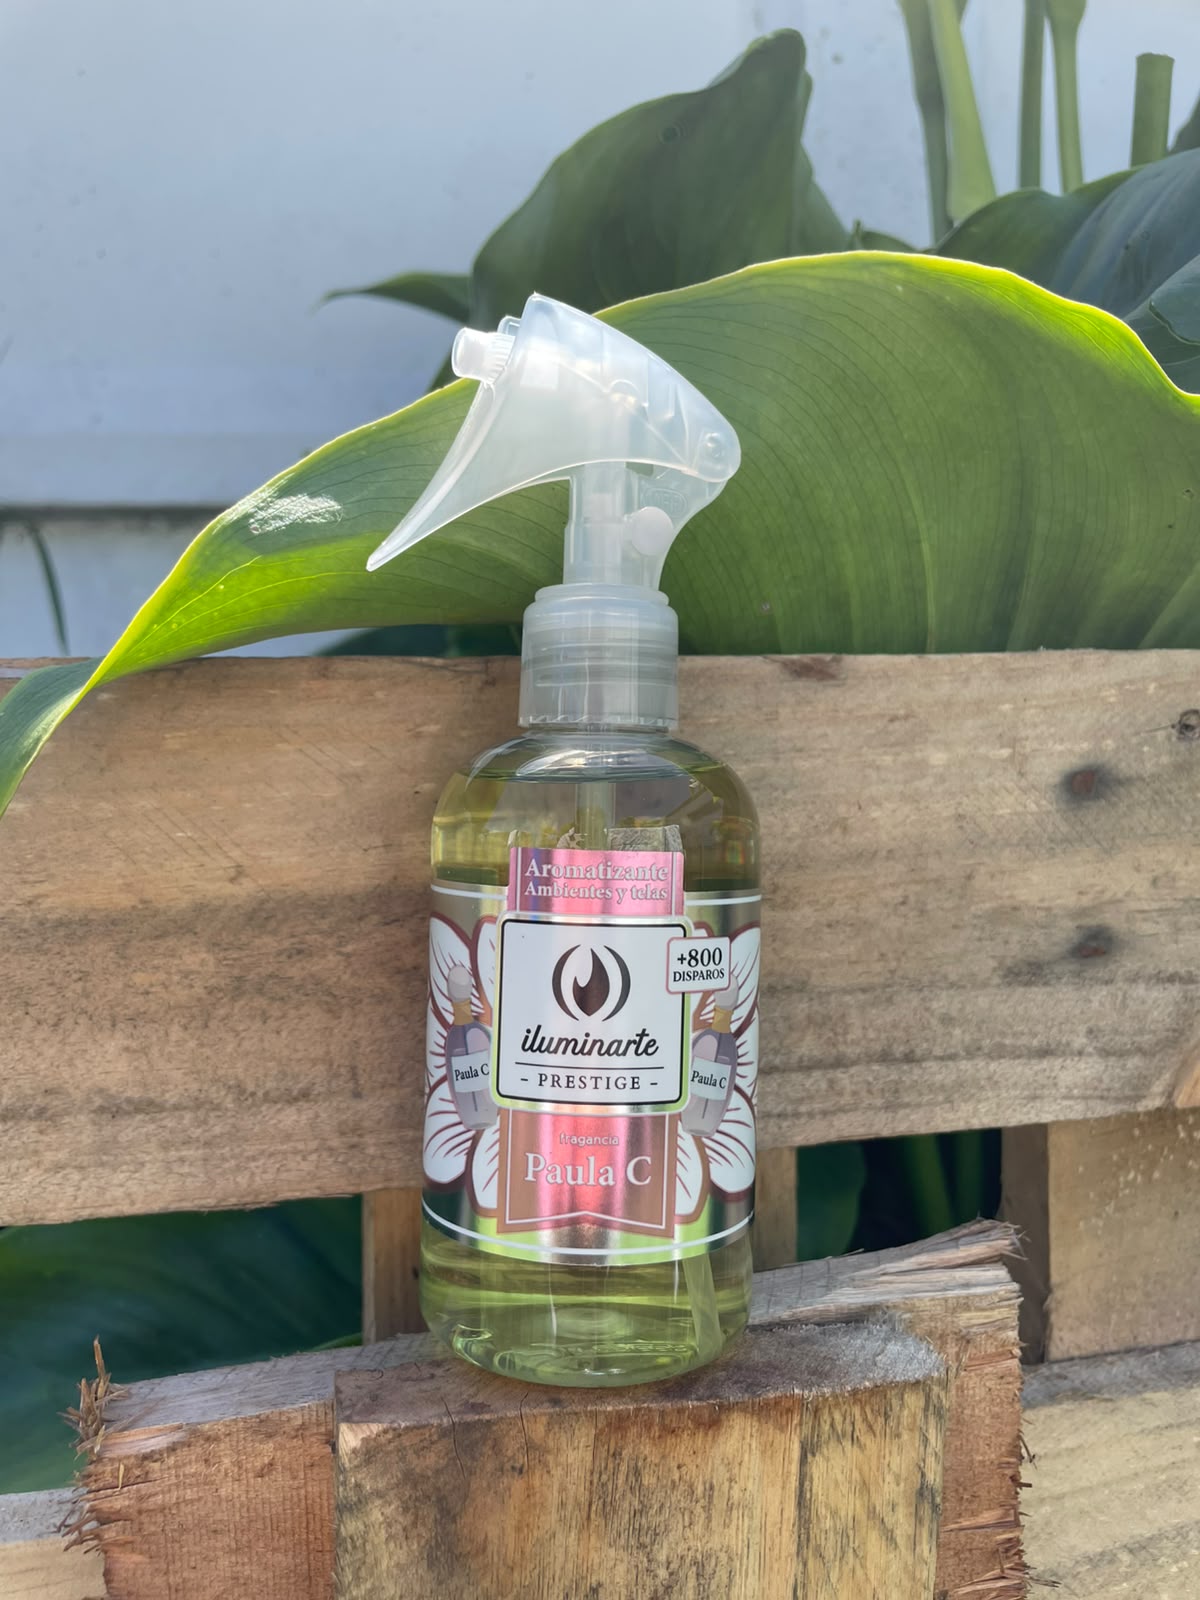 Aromatizante
Ambientes y telas
+800
DISPAROS
iluminarte
- PRESTIGE -
Paula C
Paula C
fragancia
Paula C